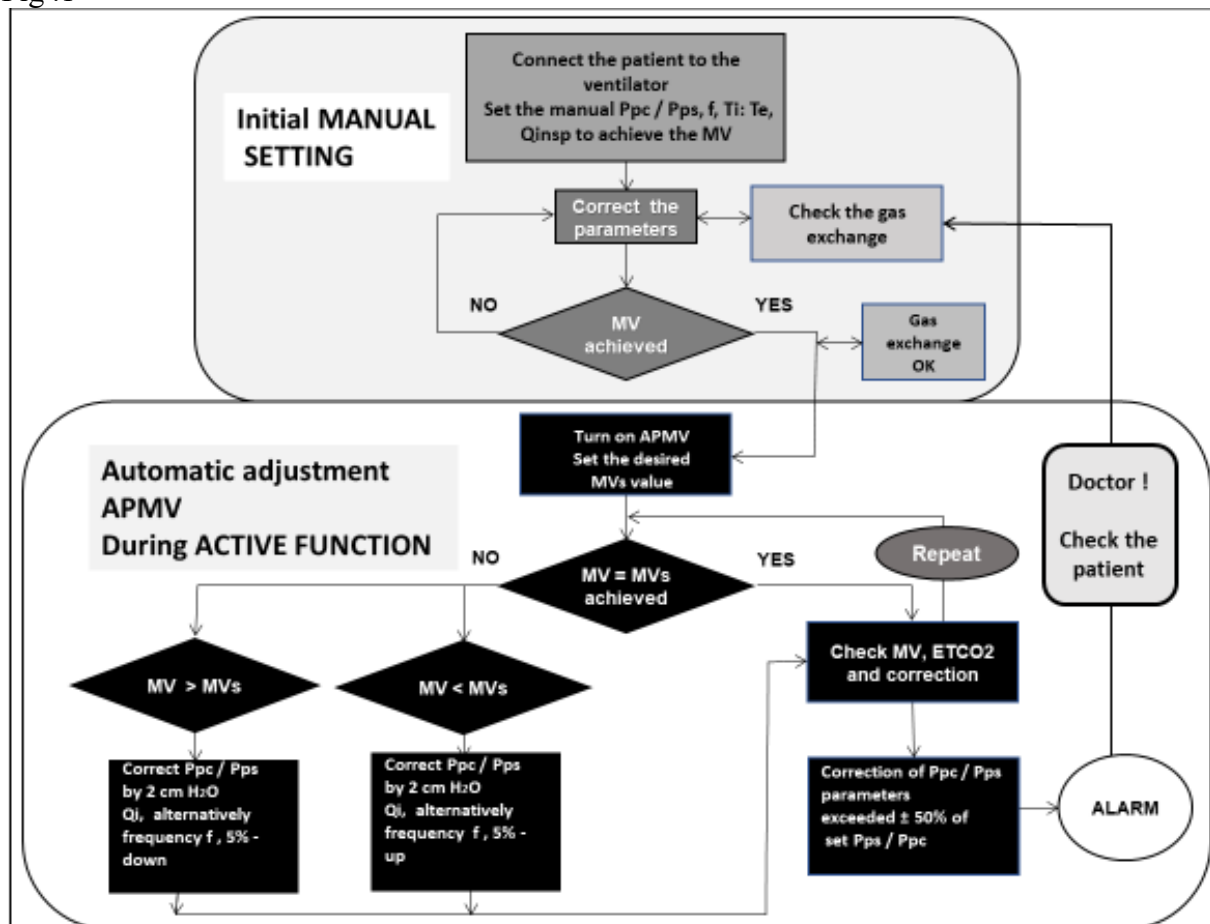 Connect the patient to the
ventilator
Set the manual Ppc / Pps, f, Ti: Te,
Qinsp to achieve the MV
Initial MANUAL
SETTING
Correct the
parameters
Check the gas
exchange
NO
YES
MV
achieved
Gas
exchange
OK
Turn on APMV
Set the desired
MVs value
Automatic adjustment
APMV
During ACTIVE FUNCTION
Doctor !
Check the
patient
NO
YES
Repeat
MV = MVs
achieved
MV > MVs
MV < MVs
Check MV, ETCO2
and correction
Correct Ppc / Pps
by 2 cm H₂O
Qi, alternatively
frequency f , 5% -
down
Correct Ppc / Pps
by 2 cm H₂O
Qi, alternatively
frequency f , 5% -
up
Correction of Ppc / Pps
parameters
exceeded ± 50% of
set Pps / Ppc
ALARM